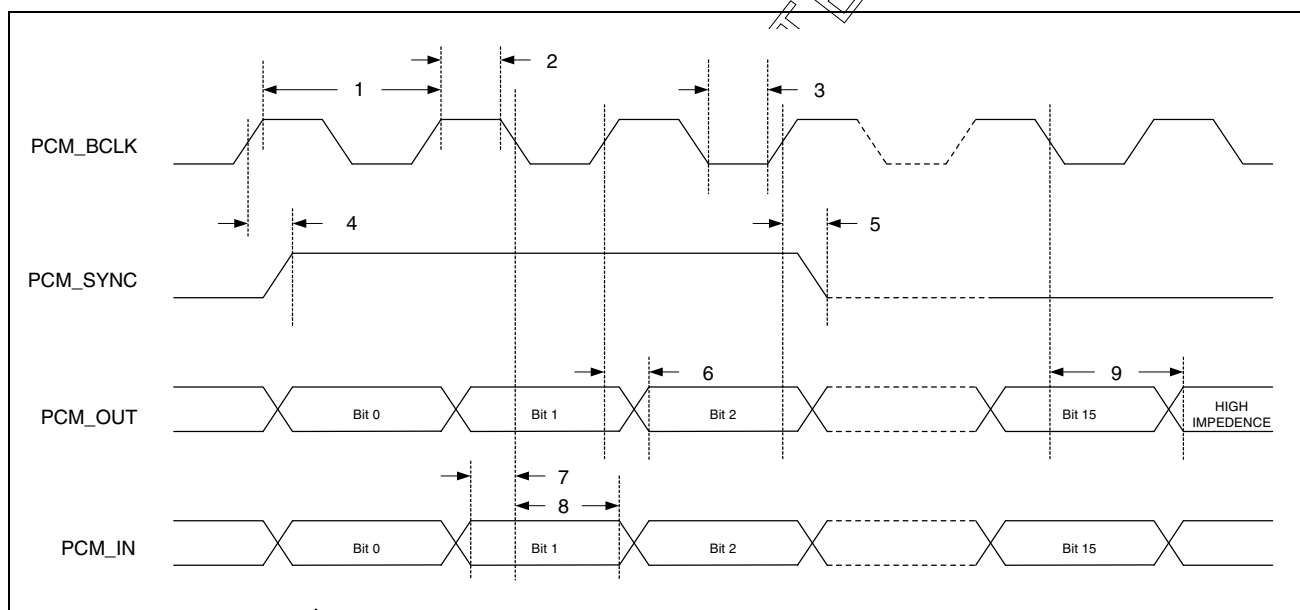 2
1
3
PCM_BCLK
4
5
PCM_SYNC
6
9
PCM_OUT
Bit 0
Bit 1
Bit 2
Bit 15
HIGH
IMPEDENCE
7
8
PCM_IN
Bit 0
Bit 1
Bit 2
Bit 15